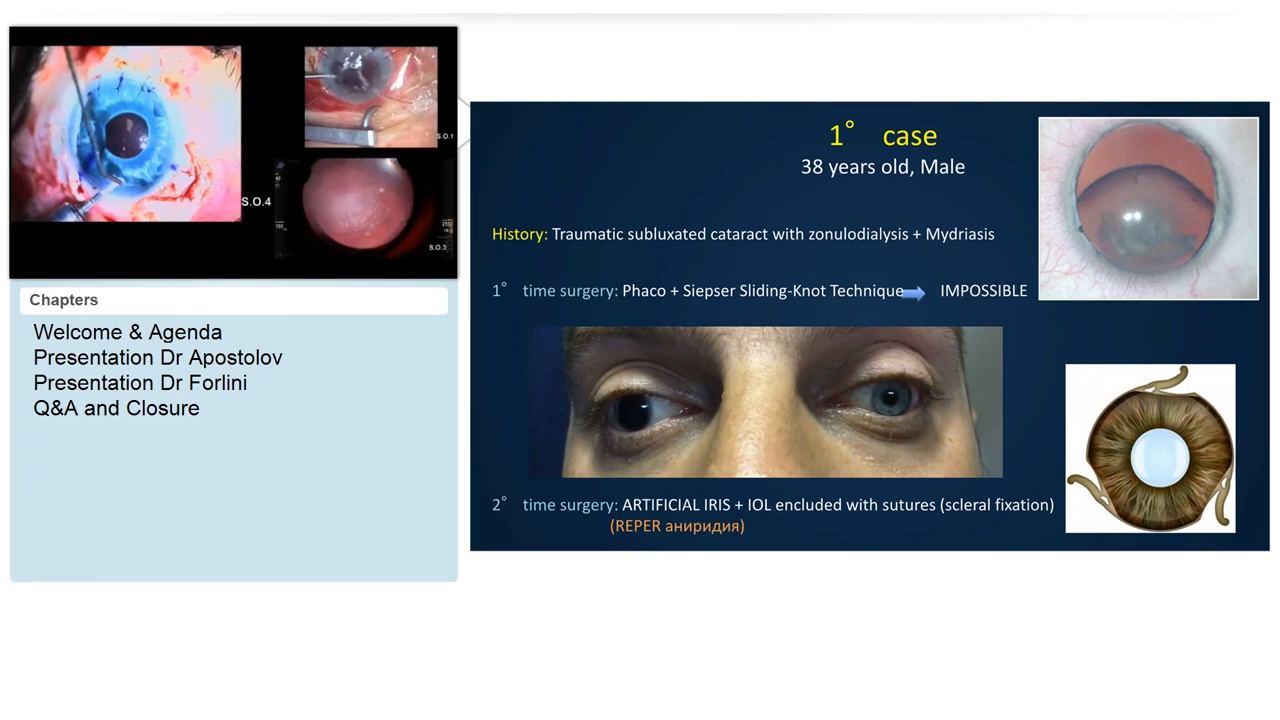 S.O.1
S.O.4
S.O.3
Chapters
Welcome & Agenda
Presentation Dr Apostolov
Presentation Dr Forlini
Q&A and Closure
1° case
38 years old, Male
History: Traumatic subluxated cataract with zonulodialysis + Mydriasis
1° time surgery: Phaco + Siepser Sliding-Knot Technique IMPOSSIBLE
2° time surgery: ARTIFICIAL IRIS + IOL encluded with sutures (scleral fixation)
(REPER аниридия)